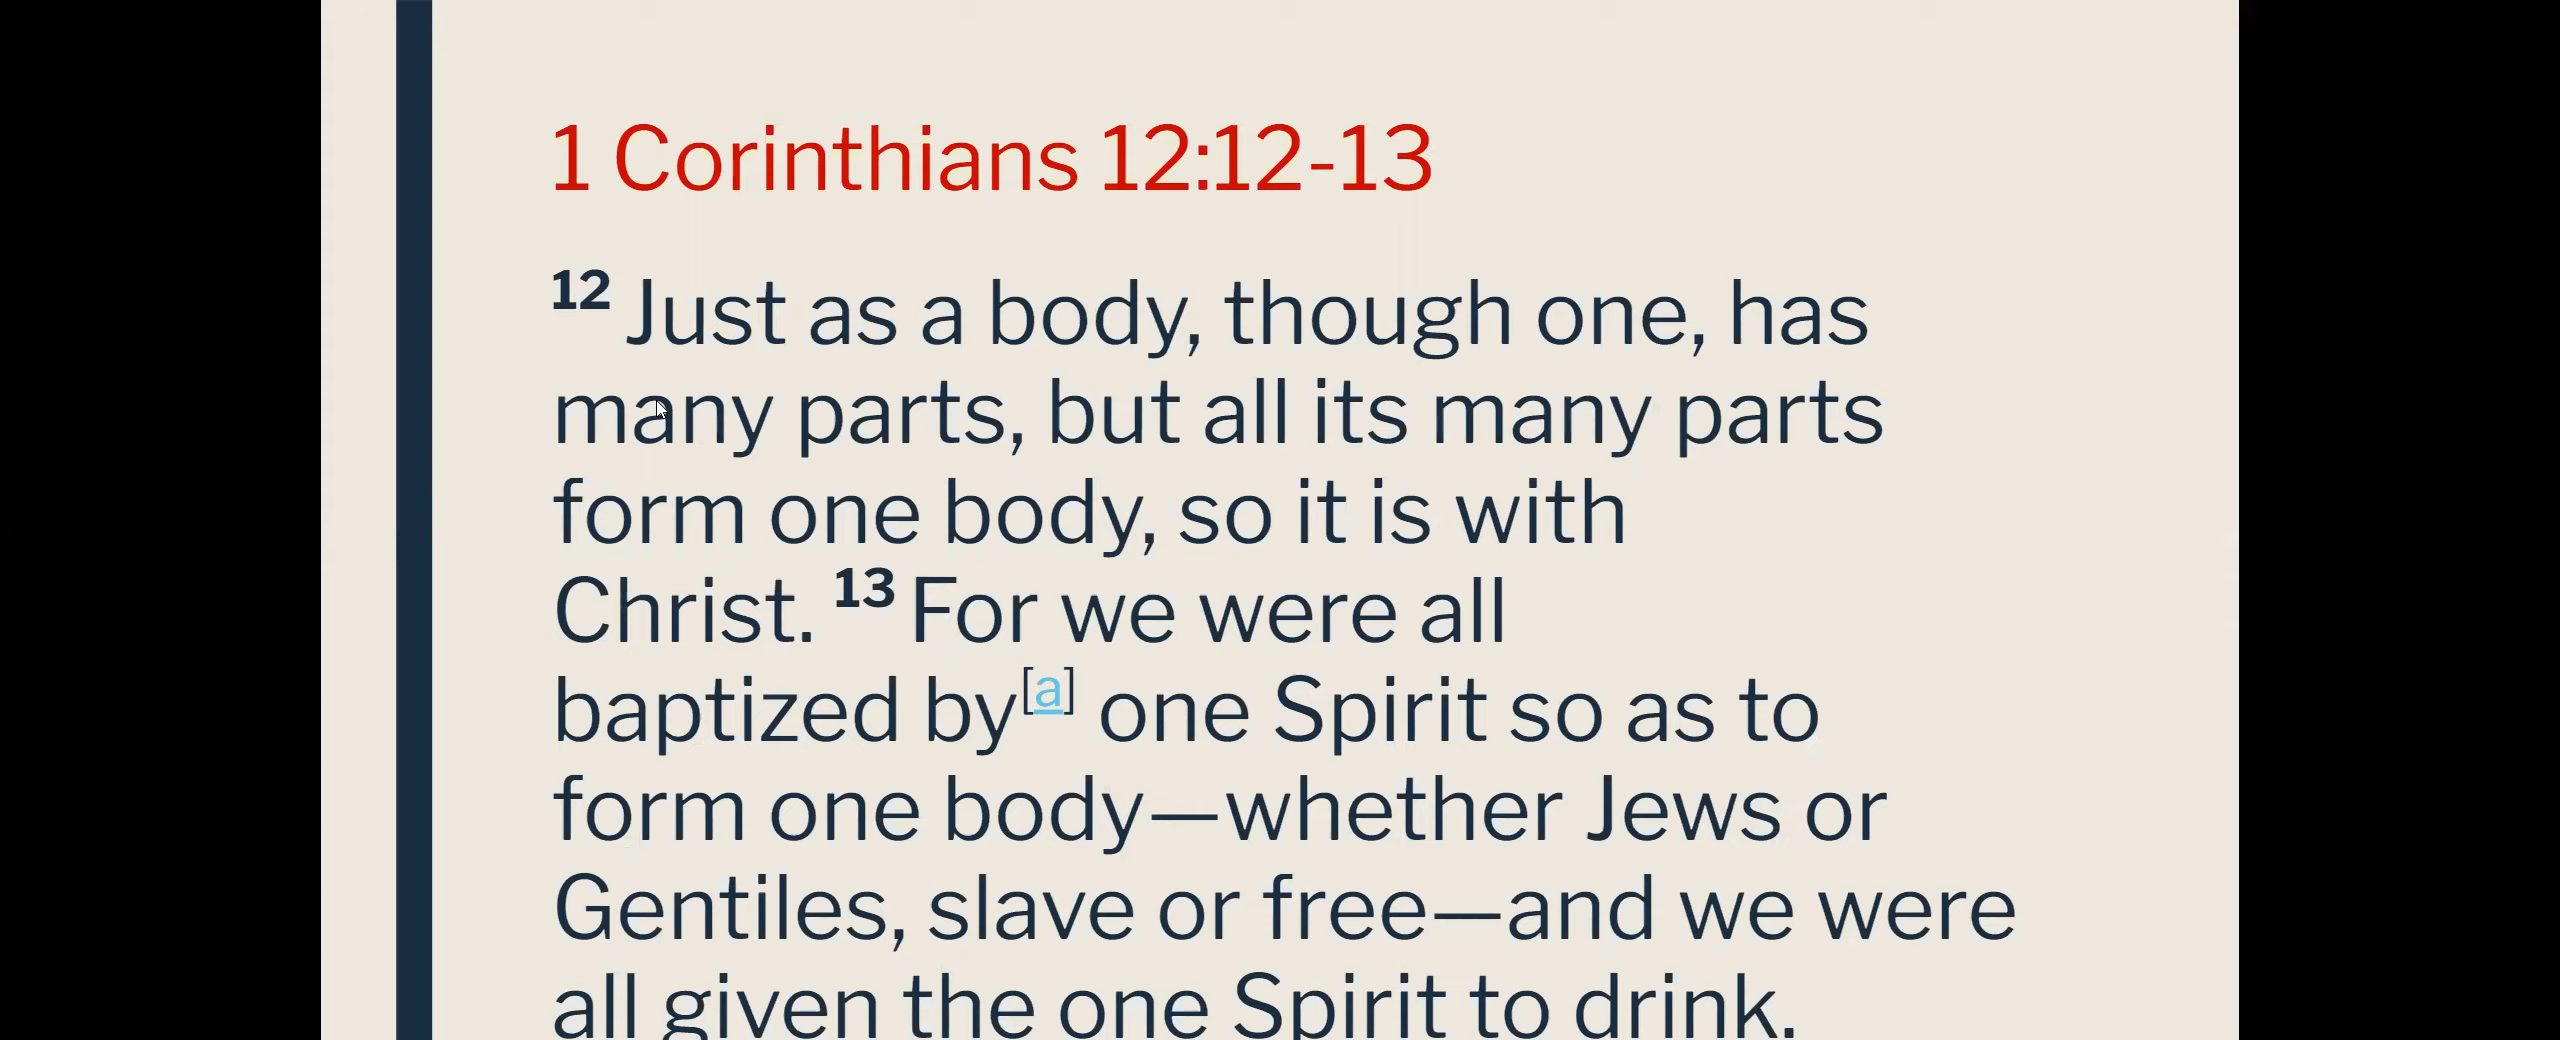 1 Corinthians 12:12-13
12 Just as a body, though one, has
many parts, but all its many parts
form one body, so it is with
Christ. 13 For we were all
baptized by[a] one Spirit so as to
form one body—whether Jews or
Gentiles, slave or free—and we were
all given the one Spirit to drink.